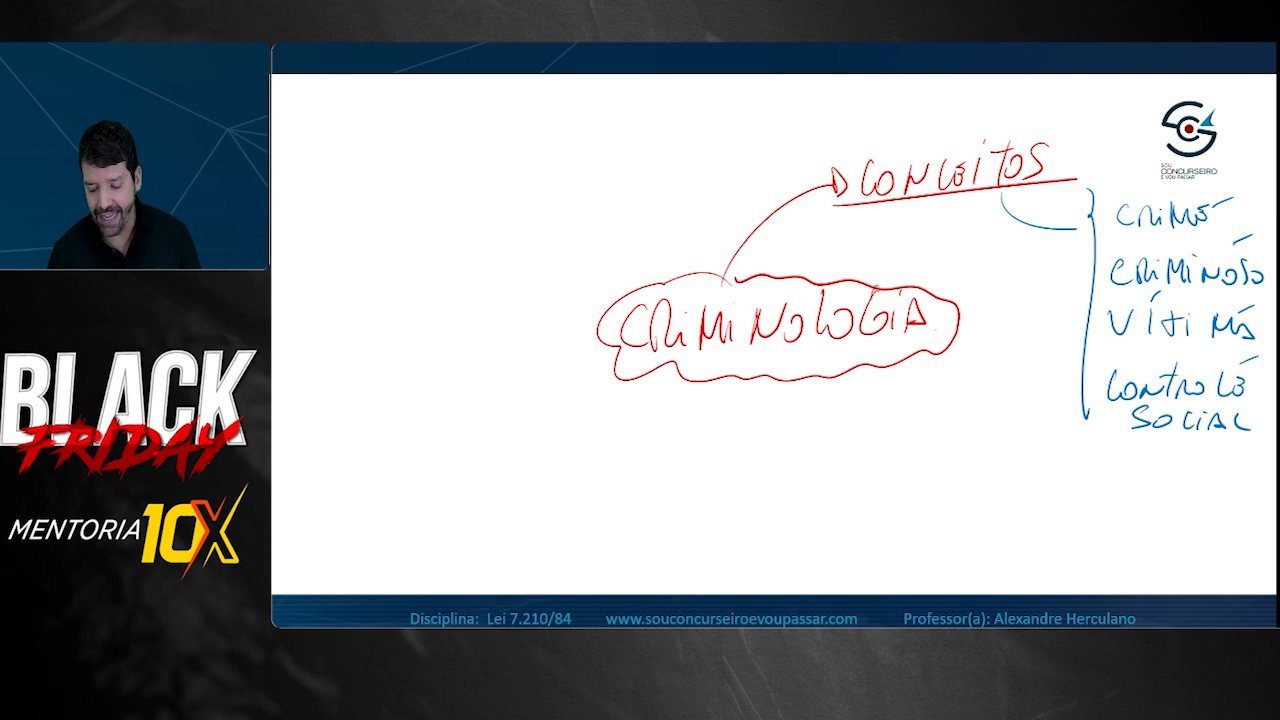 CONCEITOS
SOU
CONCURSEIRO
E VOU PASSAR
CRIME
CRIMINOSO
CRIMINOLOGIA
VÍTIMA
CONTROLE
SOCIAL
BLACK
FRIDAY
MENTORIA 10X
Disciplina: Lei 7.210/84 www.souconcurseiroevoupassar.com Professor(a): Alexandre Herculano